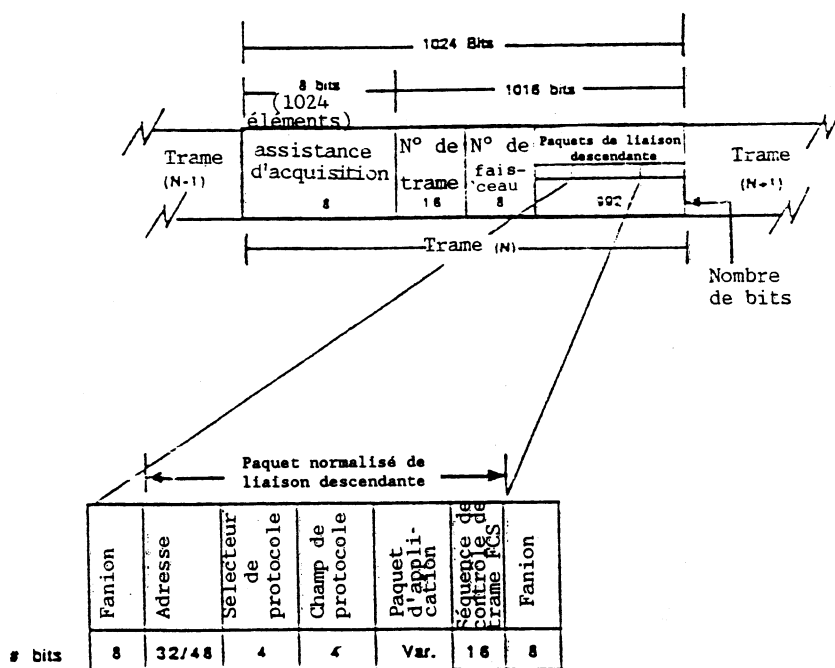 1024 Bits
8 bits
1016 bits
(1024
éléments)
Trame
(N-1)
assistance
d'acquisition
8
N° de
trame
16
N° de
fais-
ceau
8
Paquets de liaison
descendante
992
Trame
(N+1)
Trame (N)
Nombre
de bits
Paquet normalisé de
liaison descendante
Fanion
Adresse
Sélecteur
de
protocole
Champ de
protocole
Paquet
d'appli-
cation
Séquence de
contrôle de
trame FCS
Fanion
# bits
8
32/48
4
4
Var.
16
8